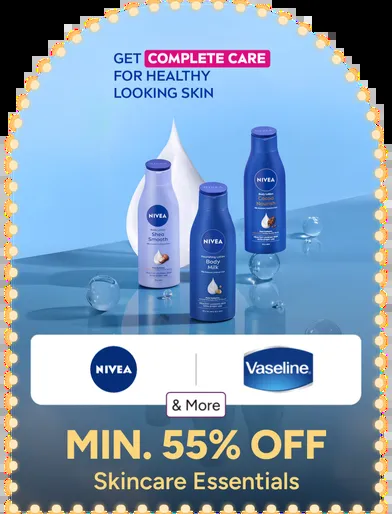 GET COMPLETE CARE
FOR HEALTHY
LOOKING SKIN
NIVEA
Shea
Smooth
NIVEA
Body
Milk
NIVEA
Cocoa
Nourish
NIVEA
Vaseline
& More
MIN. 55% OFF
Skincare Essentials